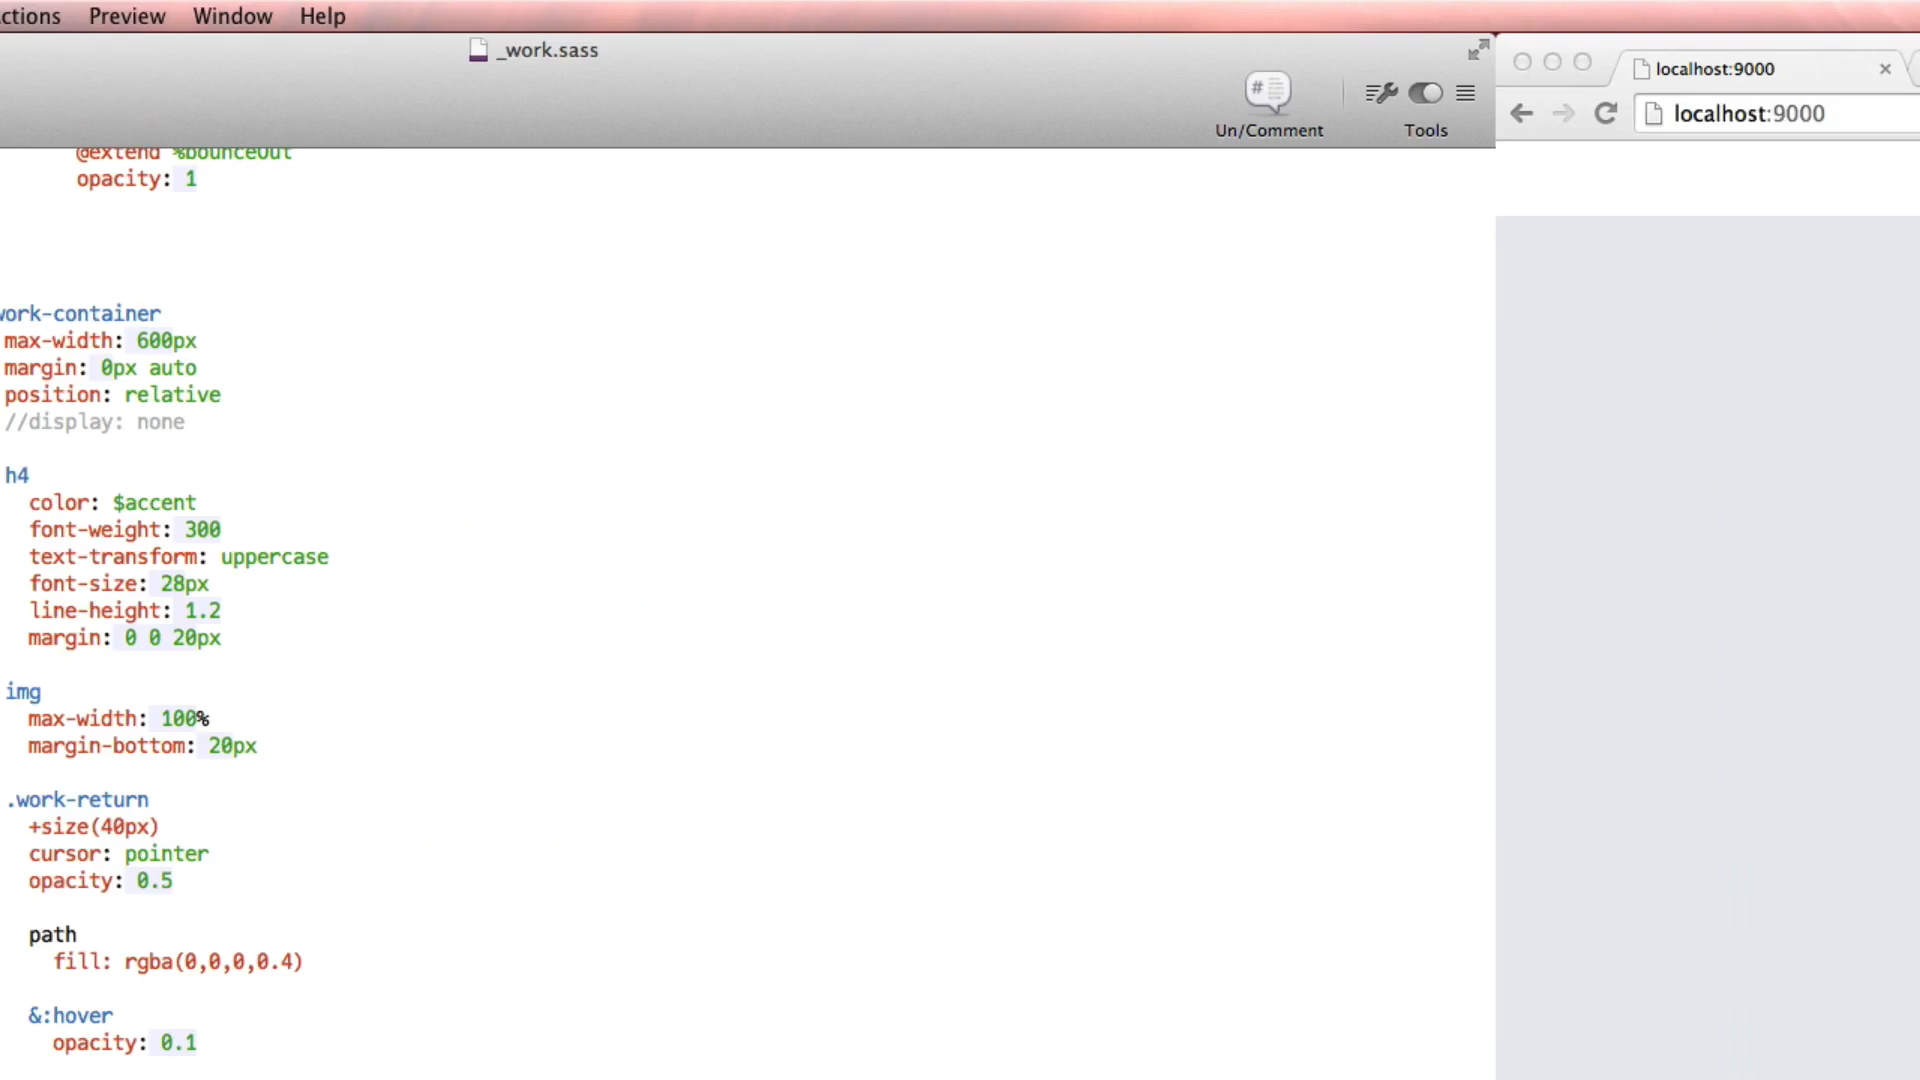 Preview Window Help
_work.sass
localhost:9000
localhost:9000
Un/Comment
Tools
@extend %bounceOut
opacity: 1
work-container
max-width: 600px
margin: 0px auto
position: relative
//display: none
h4
color: $accent
font-weight: 300
text-transform: uppercase
font-size: 28px
line-height: 1.2
margin: 0 0 20px
img
max-width: 100%
margin-bottom: 20px
.work-return
+size(40px)
cursor: pointer
opacity: 0.5
path
fill: rgba(0,0,0,0.4)
&:hover
opacity: 0.1